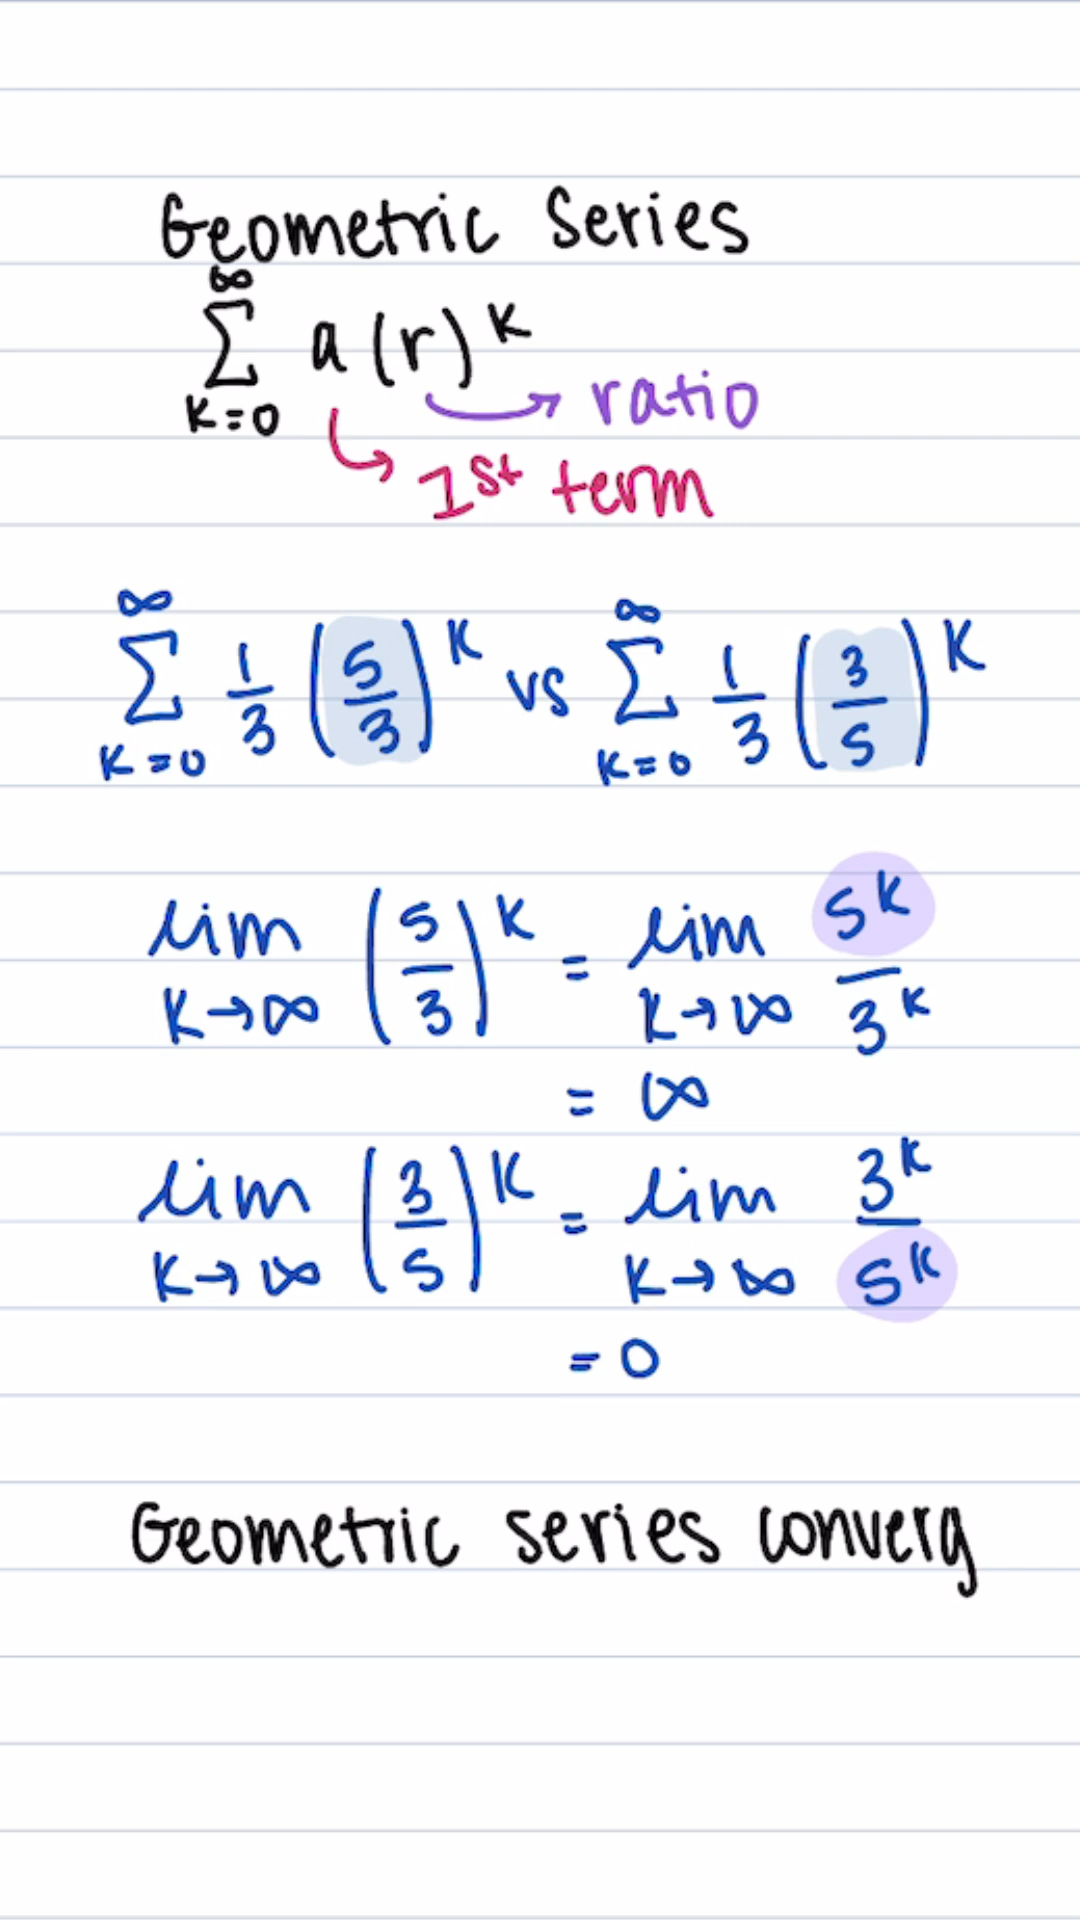 Geometric Series
∞
Σ a (r)^K
K=0
ratio
1st term
∞ ∞
Σ 1/3 (5/3)^K vs Σ 1/3 (3/5)^K
K=0 K=0
lim (5/3)^K = lim 5^K/3^K
K→∞ K→∞
= ∞
lim (3/5)^K = lim 3^K/5^K
K→∞ K→∞
= 0
Geometric series converg